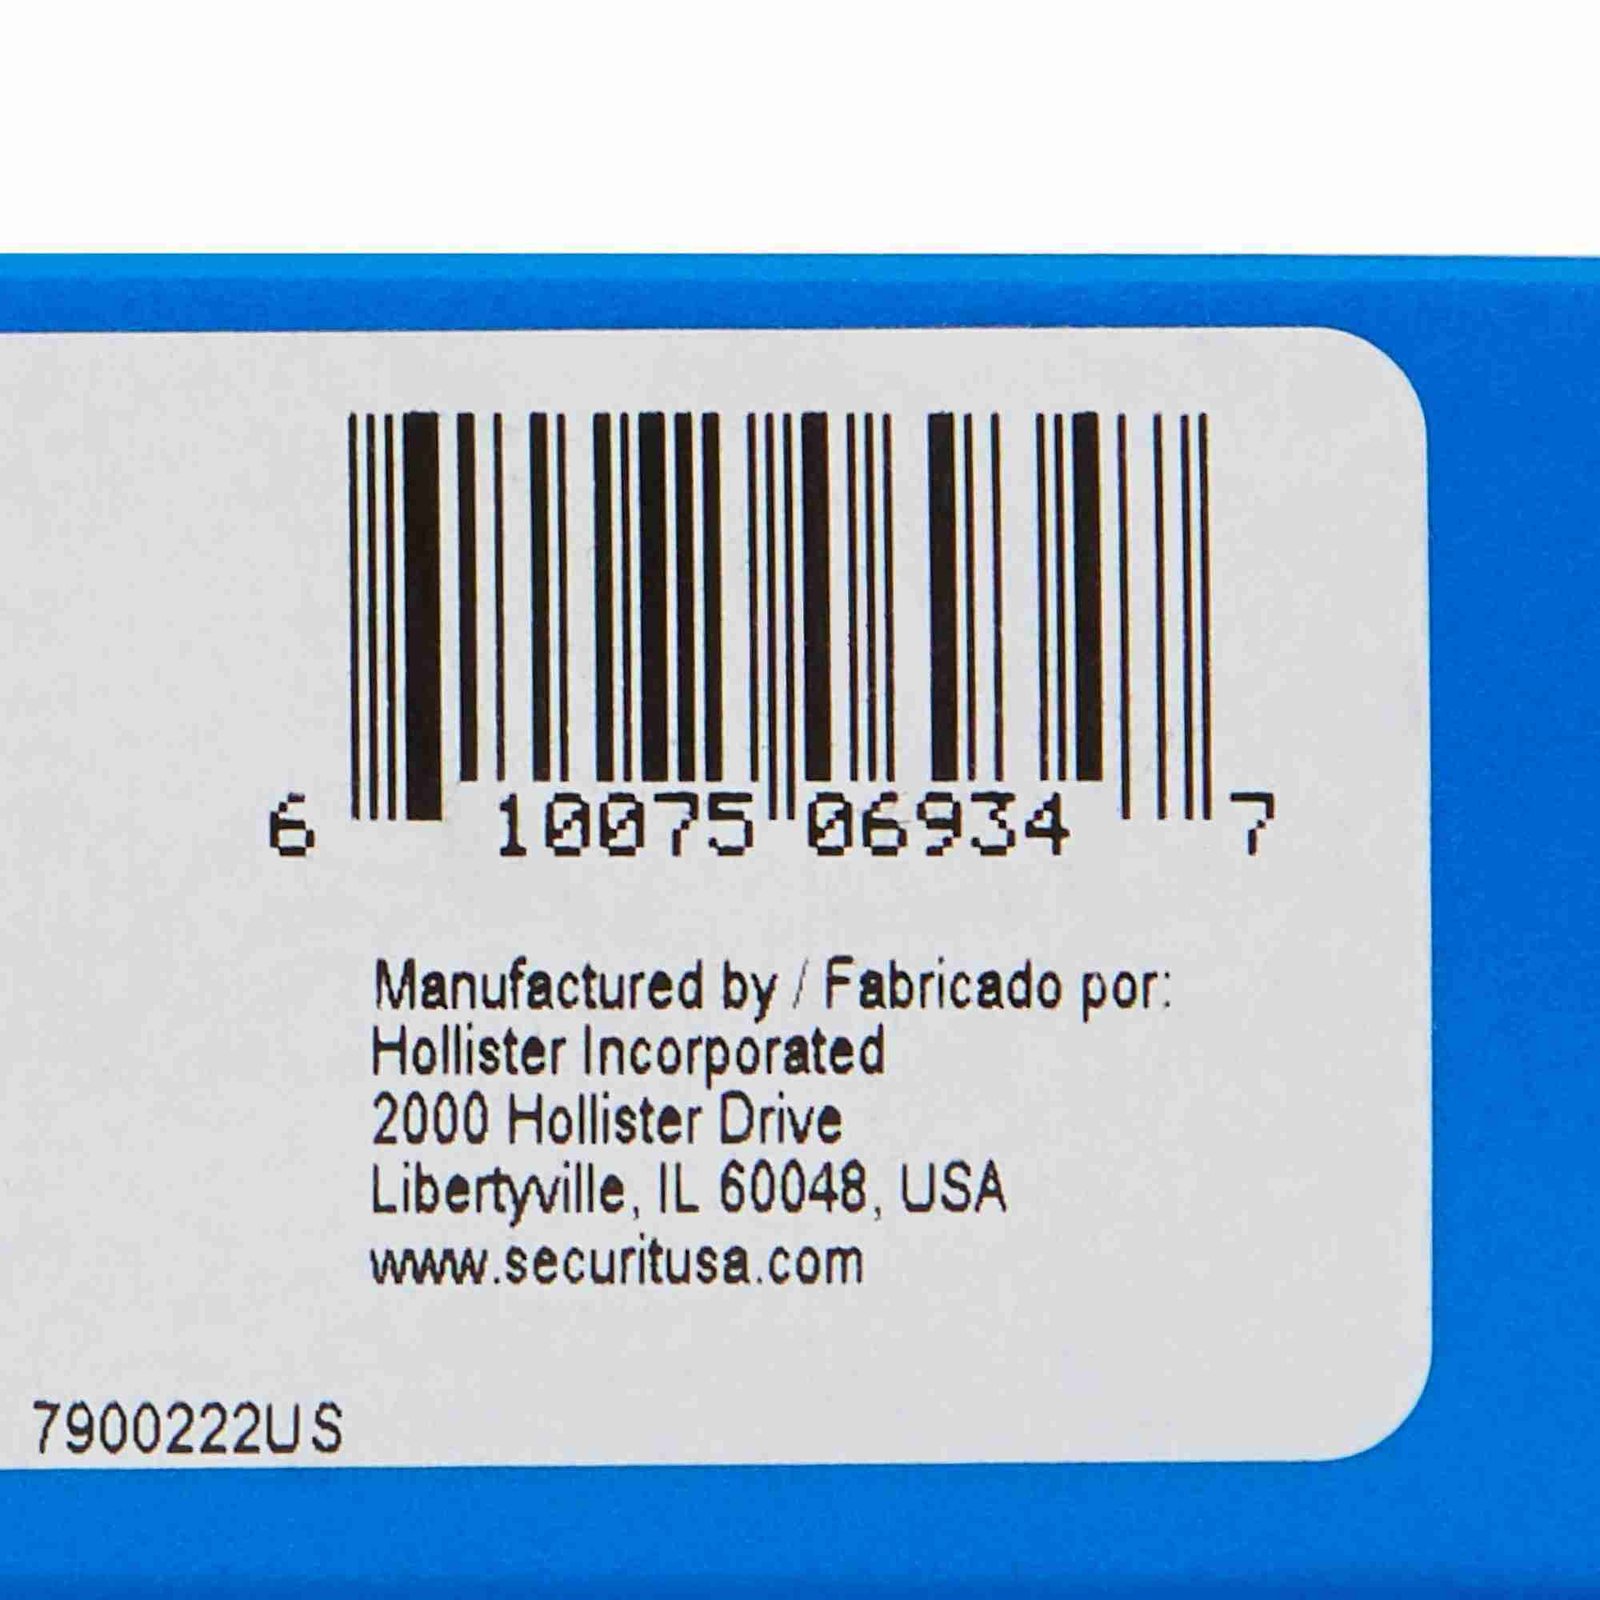 6 10075 06934 7
Manufactured by / Fabricado por:
Hollister Incorporated
2000 Hollister Drive
Libertyville, IL 60048, USA
www.securitusa.com
7900222US